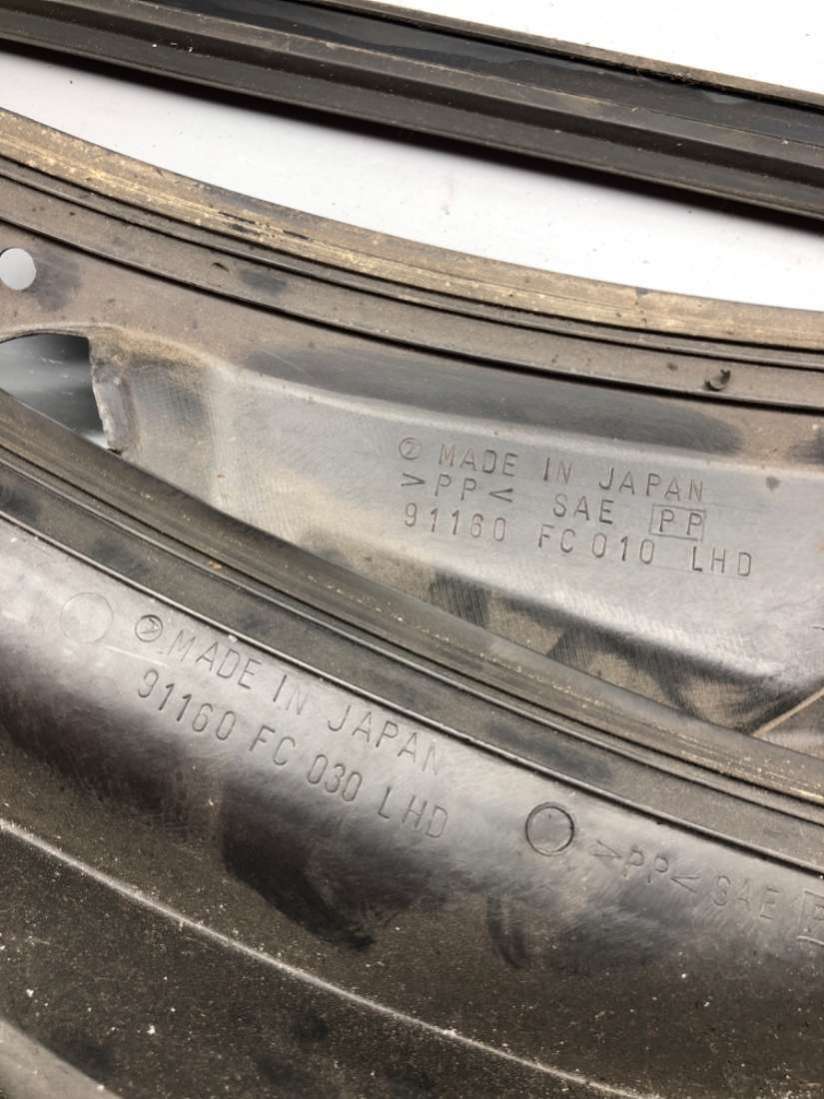 MADE IN JAPAN
>PP< SAE PP
91160 FC010 LHD
MADE IN JAPAN
91160 FC 030 LHD
>PP< SAE P